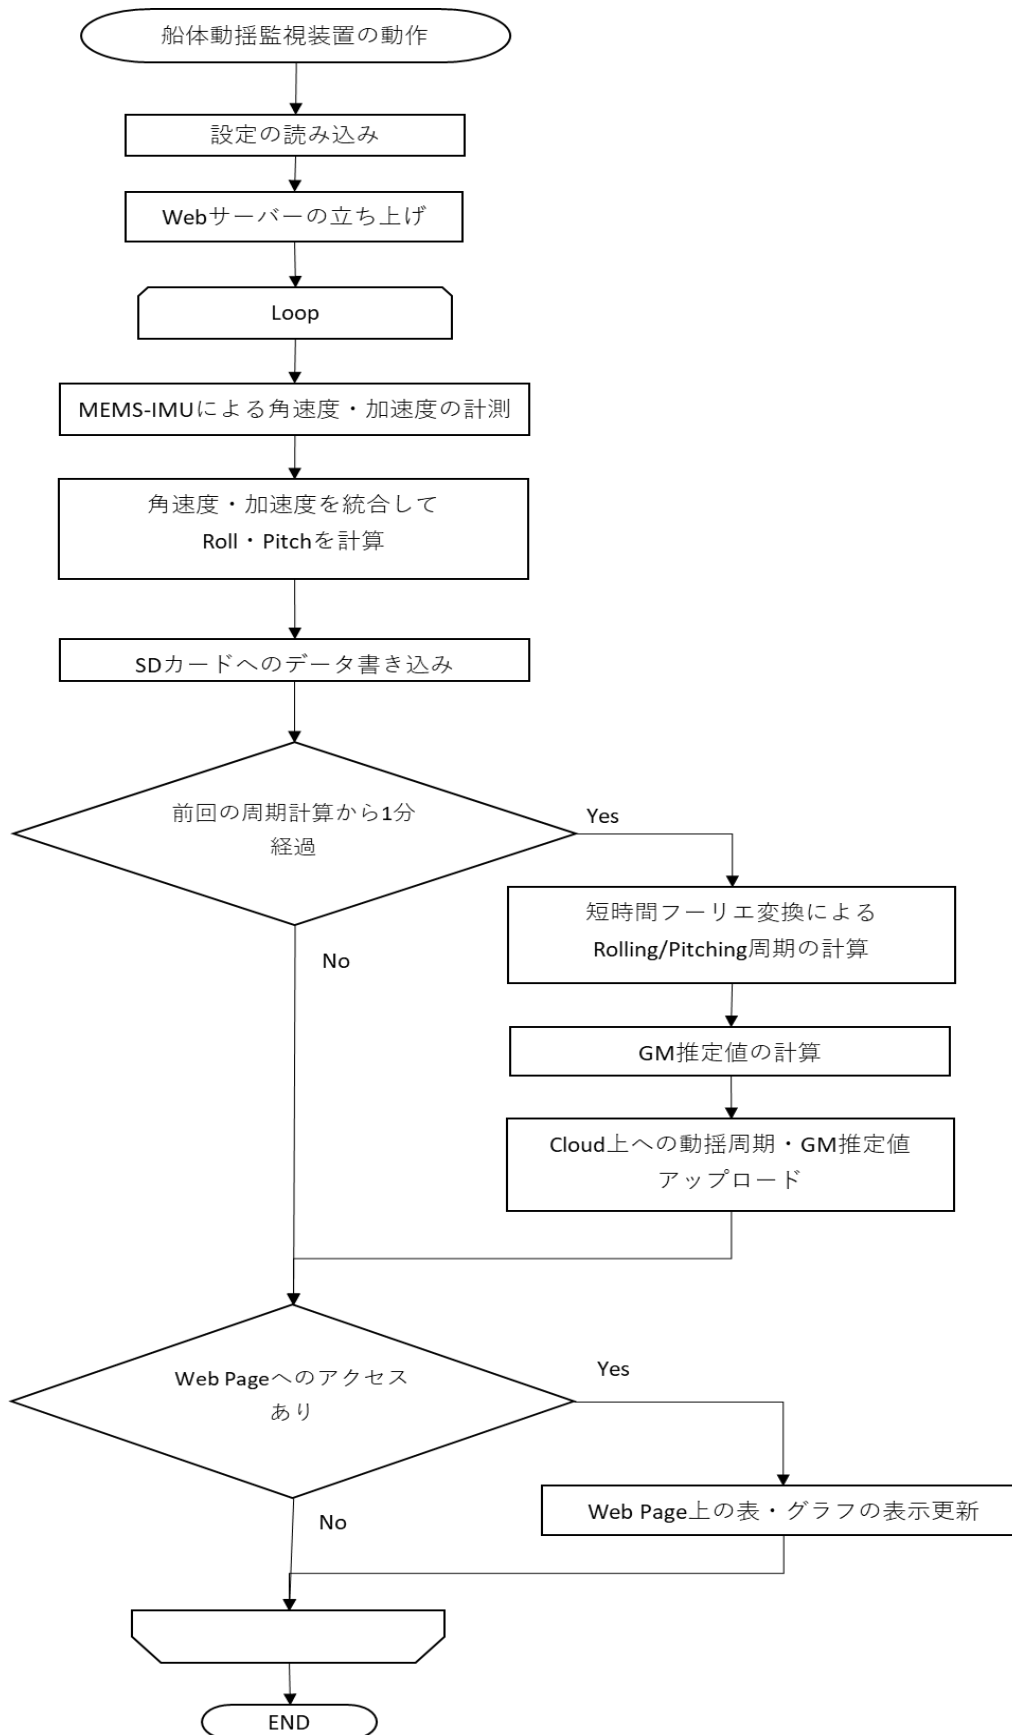 船体動揺監視装置の動作
設定の読み込み
Webサーバーの立ち上げ
Loop
MEMS-IMUによる角速度・加速度の計測
角速度・加速度を統合して
Roll・Pitchを計算
SDカードへのデータ書き込み
前回の周期計算から1分
経過
Yes
短時間フーリエ変換による
Rolling/Pitching周期の計算
No
GM推定値の計算
Cloud上への動揺周期・GM推定値
アップロード
Web Pageへのアクセス
あり
Yes
Web Page上の表・グラフの表示更新
No
END